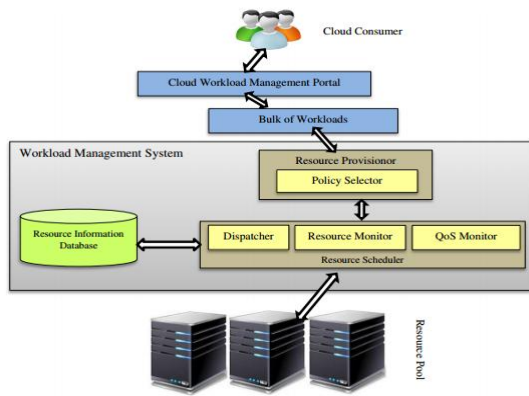 Cloud Consumer
Cloud Workload Management Portal
Bulk of Workloads
Workload Management System
Resource Provisionor
Policy Selector
Resource Information
Database
Dispatcher
Resource Monitor
QoS Monitor
Resource Scheduler
Resource Pool